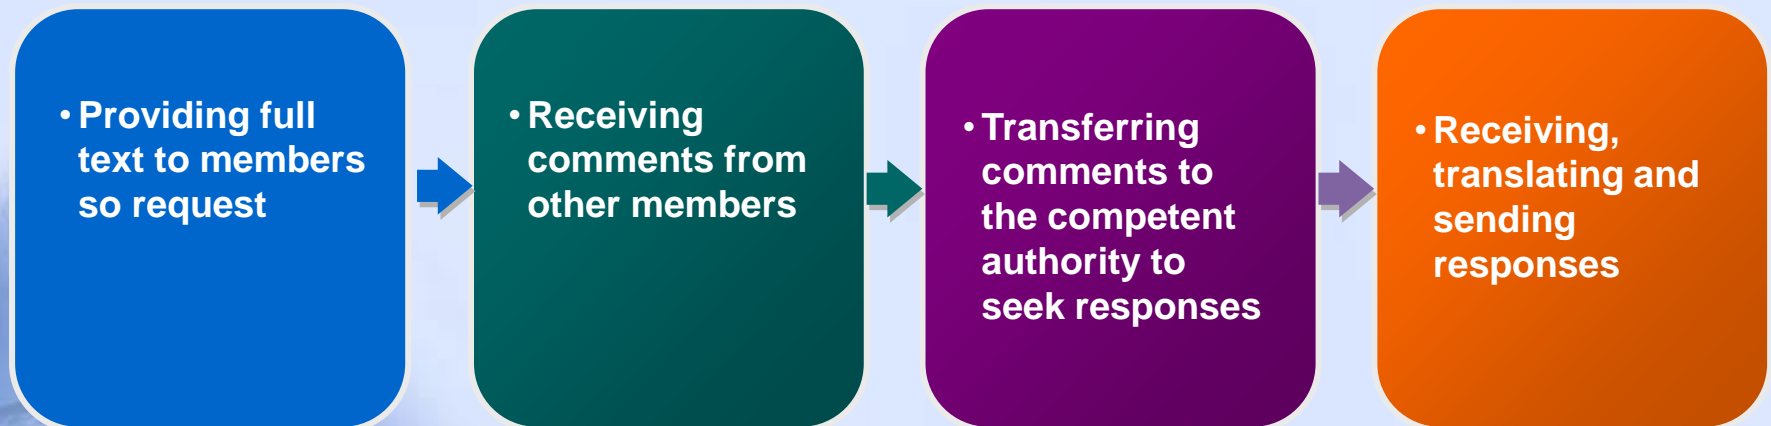 • Providing full
text to members
so request
• Receiving
comments from
other members
• Transferring
comments to
the competent
authority to
seek responses
• Receiving,
translating and
sending
responses